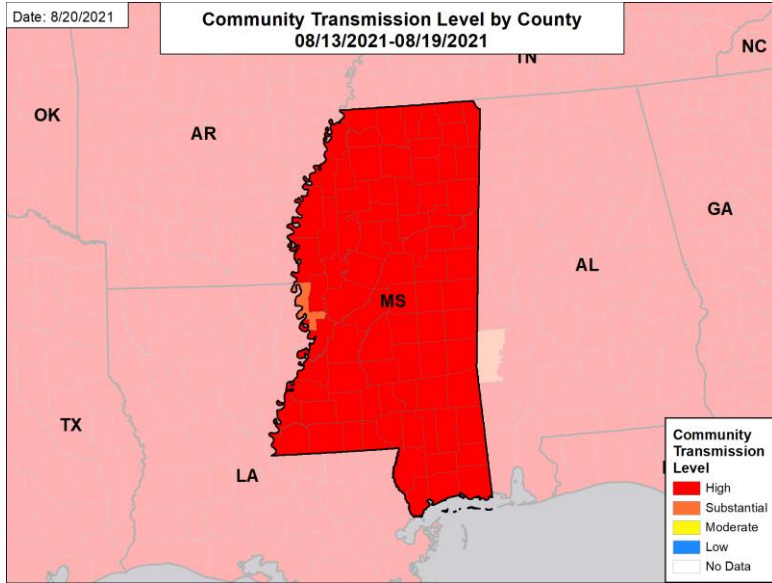 Date: 8/20/2021
Community Transmission Level by County
08/13/2021-08/19/2021
NC
OK
AR
GA
AL
MS
TX
LA
Community
Transmission
Level
High
Substantial
Moderate
Low
No Data